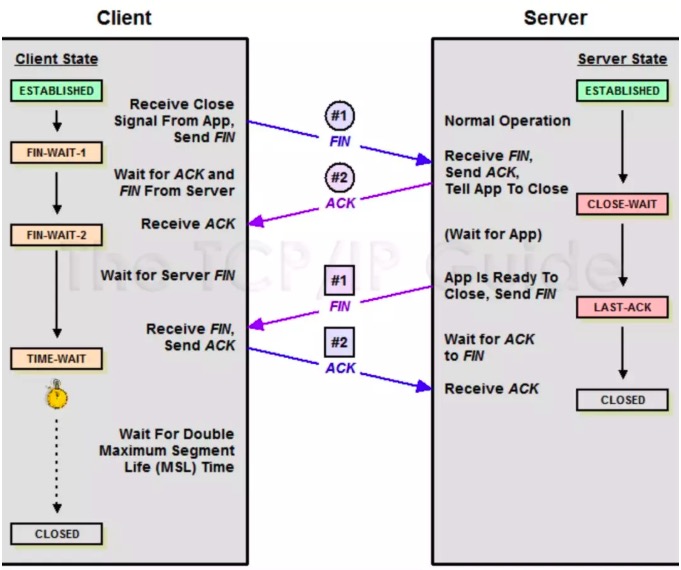 Client
Server
Client State
ESTABLISHED
Receive Close
Signal From App,
Send FIN
FIN-WAIT-1
Wait for ACK and
FIN From Server
Receive ACK
FIN-WAIT-2
Wait for Server FIN
Receive FIN,
Send ACK
TIME-WAIT
Wait For Double
Maximum Segment
Life (MSL) Time
CLOSED
#1
FIN
#2
ACK
#1
FIN
#2
ACK
The TCP/IP Guide
Server State
ESTABLISHED
Normal Operation
Receive FIN,
Send ACK,
Tell App To Close
CLOSE-WAIT
(Wait for App)
App Is Ready To
Close, Send FIN
LAST-ACK
Wait for ACK
to FIN
Receive ACK
CLOSED